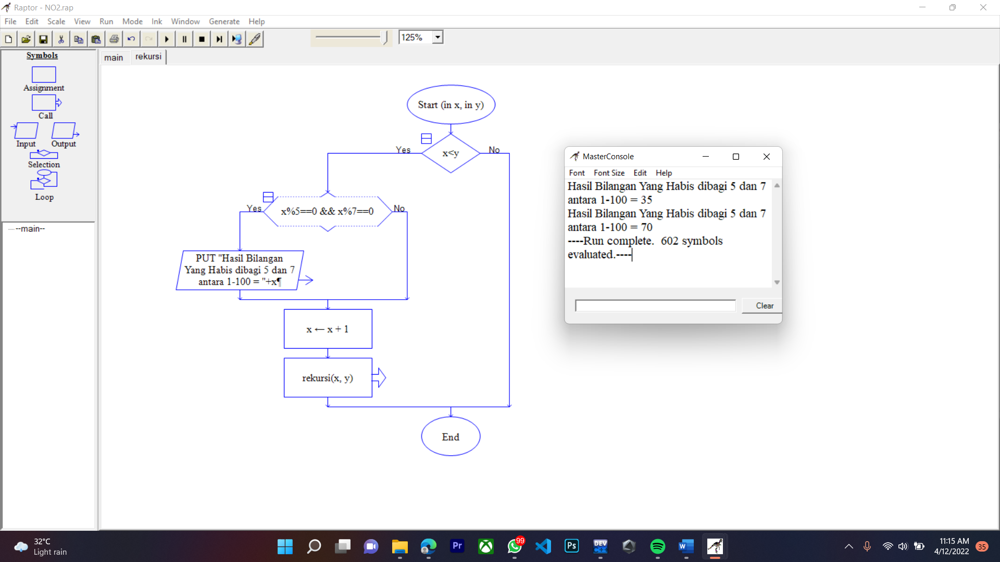 Raptor - NO2.rap
File Edit Scale View Run Mode Ink Window Generate Help
125%
Symbols
Assignment
Call
Input Output
Selection
Loop
--main--
main rekursi
Start (in x, in y)
Yes x<y No
Yes x%5==0 && x%7==0 No
PUT "Hasil Bilangan
Yang Habis dibagi 5 dan 7
antara 1-100 = "+x¶
x ← x + 1
rekursi(x, y)
End
MasterConsole
Font Font Size Edit Help
Hasil Bilangan Yang Habis dibagi 5 dan 7
antara 1-100 = 35
Hasil Bilangan Yang Habis dibagi 5 dan 7
antara 1-100 = 70
----Run complete.  602 symbols
evaluated.----
Clear
32°C
Light rain
Pr
99
Ps
DEV
W
11:15 AM
4/12/2022
35